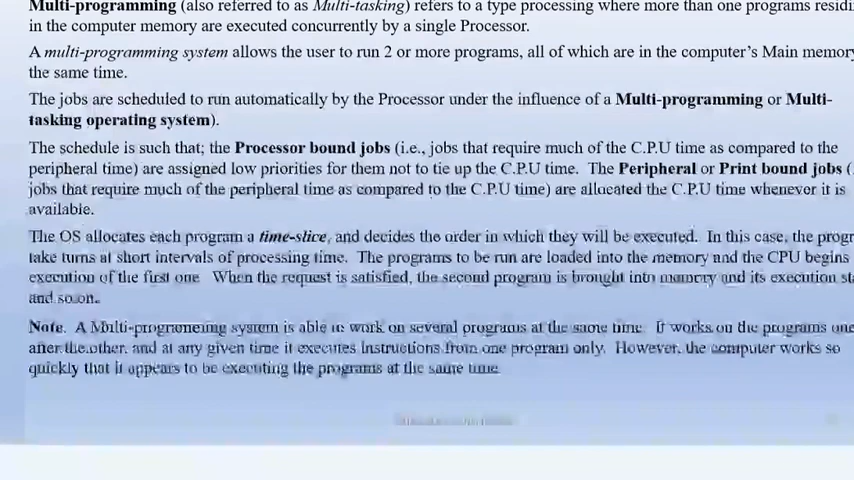 Multi-programming (also referred to as Multi-tasking) refers to a type processing where more than one programs residi
in the computer memory are executed concurrently by a single Processor.
A multi-programming system allows the user to run 2 or more programs, all of which are in the computer's Main memory
the same time.
The jobs are scheduled to run automatically by the Processor under the influence of a Multi-programming or Multi-
tasking operating system).
The schedule is such that; the Processor bound jobs (i.e., jobs that require much of the C.P.U time as compared to the
peripheral time) are assigned low priorities for them not to tie up the C.P.U time. The Peripheral or Print bound jobs (
jobs that require much of the peripheral time as compared to the C.P.U time) are allocated the C.P.U time whenever it is
available.
The OS allocates each program a time-slice, and decides the order in which they will be executed. In this case, the progr
take turns at short intervals of processing time. The programs to be run are loaded into the memory and the CPU begins
execution of the first one. When the request is satisfied, the second program is brought into memory and its execution sta
and so on.
Note. A Multi-programming system is able to work on several programs at the same time. It works on the programs one
after the other, and at any given time it executes instructions from one program only. However, the computer works so
quickly that it appears to be executing the programs at the same time